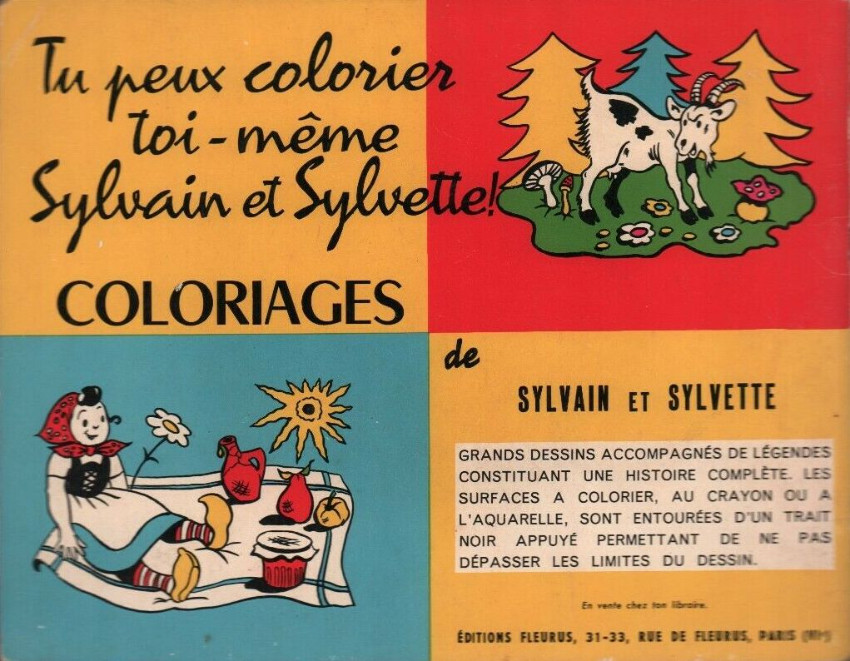 Tu peux colorier
toi-même
Sylvain et Sylvette!
COLORIAGES
de
SYLVAIN ET SYLVETTE
GRANDS DESSINS ACCOMPAGNÉS DE LÉGENDES
CONSTITUANT UNE HISTOIRE COMPLÈTE. LES
SURFACES A COLORIER, AU CRAYON OU A
L'AQUARELLE, SONT ENTOURÉES D'UN TRAIT
NOIR APPUYÉ PERMETTANT DE NE PAS
DÉPASSER LES LIMITES DU DESSIN.
En vente chez ton libraire.
ÉDITIONS FLEURUS, 31-33, RUE DE FLEURUS, PARIS